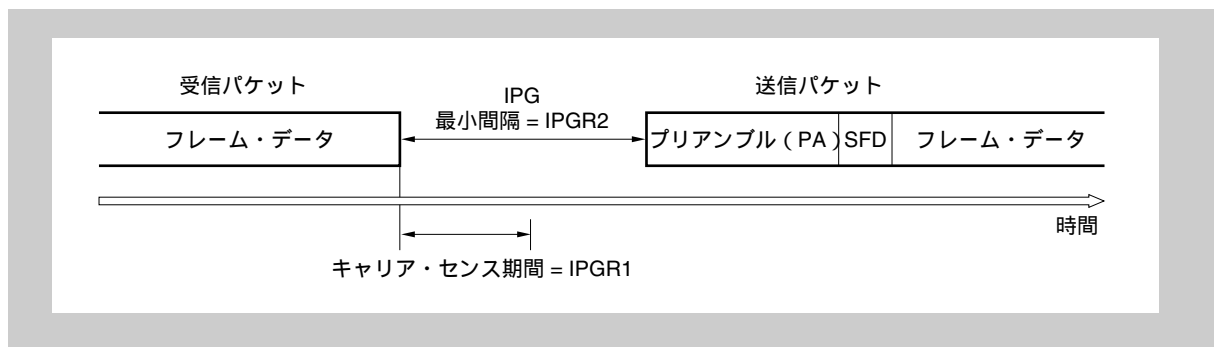 受信パケット
IPG
最小間隔 = IPGR2
送信パケット
フレーム・データ
プリアンブル ( PA )
SFD
フレーム・データ
時間
キャリア・センス期間 = IPGR1